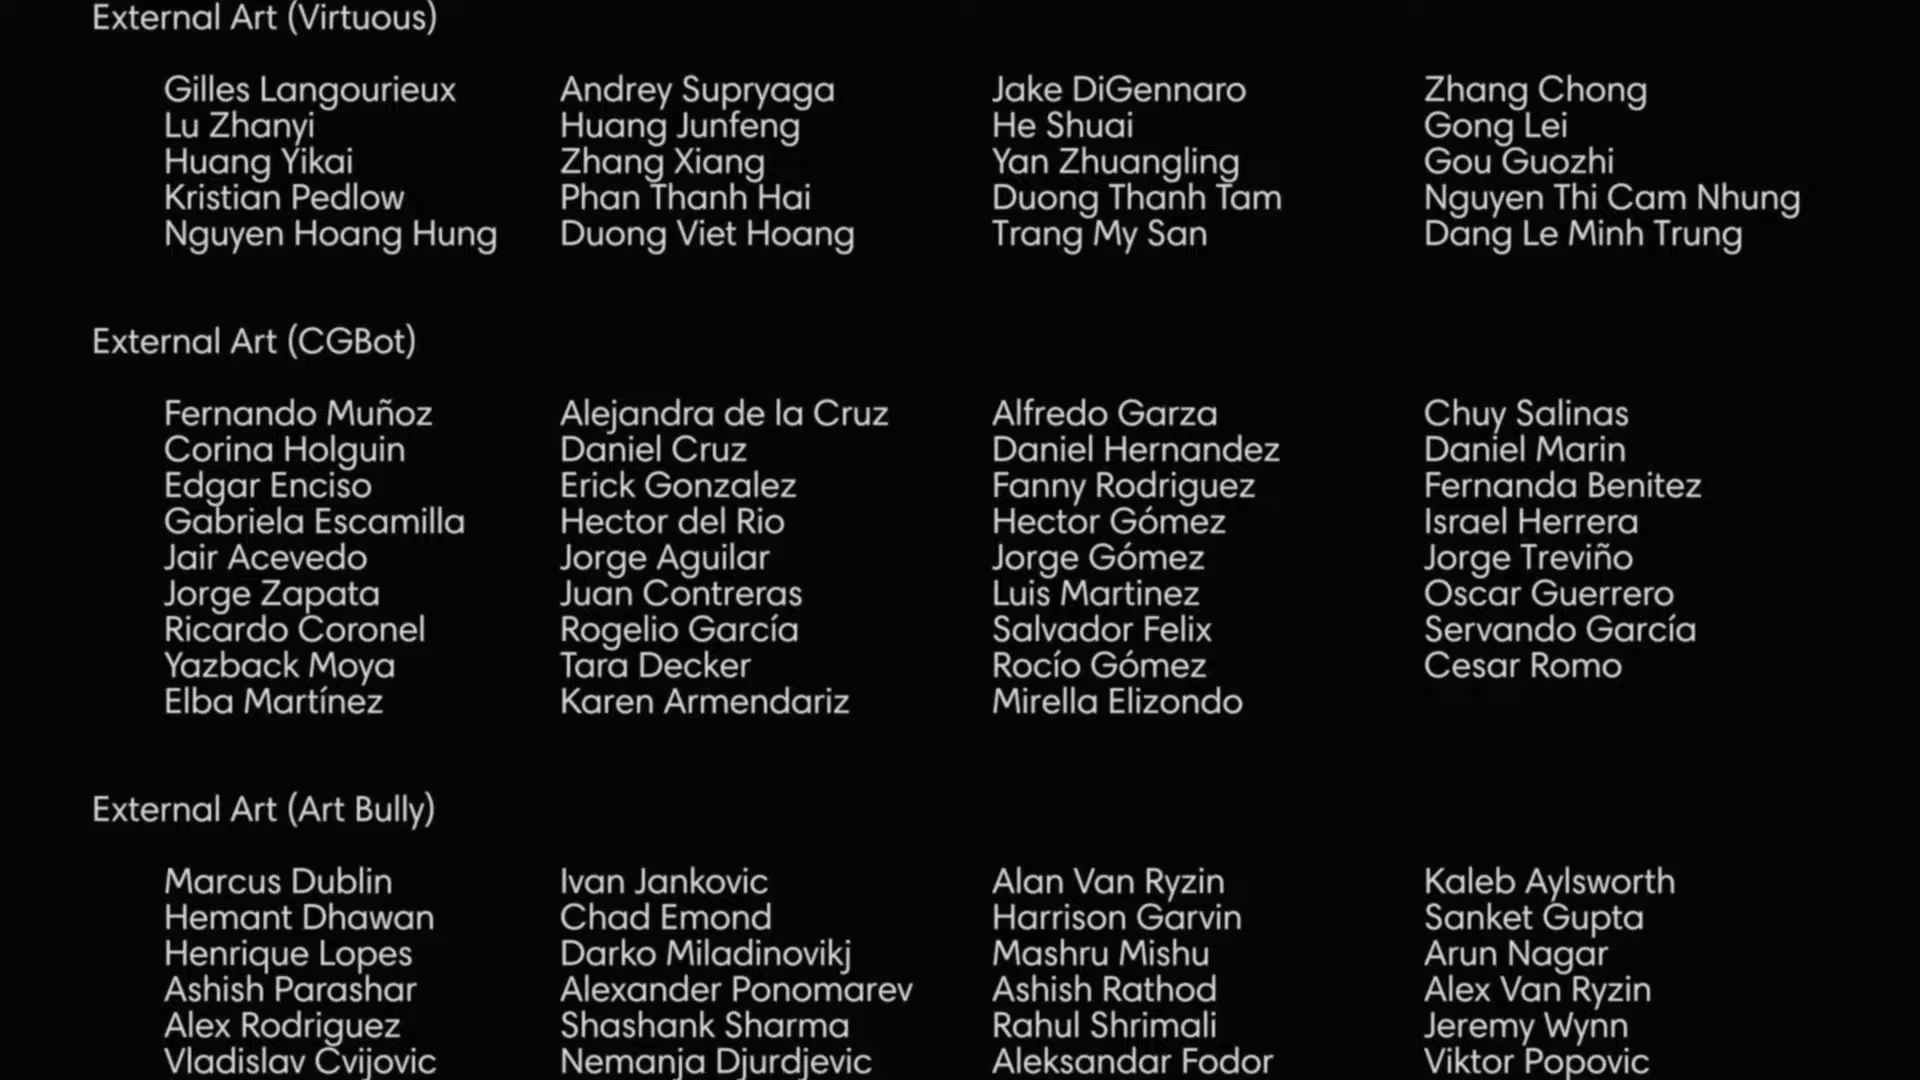 External Art (Virtuous)
Gilles Langourieux Andrey Supryaga Jake DiGennaro Zhang Chong
Lu Zhanyi Huang Junfeng He Shuai Gong Lei
Huang Yikai Zhang Xiang Yan Zhuangling Gou Guozhi
Kristian Pedlow Phan Thanh Hai Duong Thanh Tam Nguyen Thi Cam Nhung
Nguyen Hoang Hung Duong Viet Hoang Trang My San Dang Le Minh Trung
External Art (CGBot)
Fernando Muñoz Alejandra de la Cruz Alfredo Garza Chuy Salinas
Corina Holguin Daniel Cruz Daniel Hernandez Daniel Marin
Edgar Enciso Erick Gonzalez Fanny Rodriguez Fernanda Benitez
Gabriela Escamilla Hector del Rio Hector Gómez Israel Herrera
Jair Acevedo Jorge Aguilar Jorge Gómez Jorge Treviño
Jorge Zapata Juan Contreras Luis Martinez Oscar Guerrero
Ricardo Coronel Rogelio García Salvador Felix Servando García
Yazback Moya Tara Decker Rocío Gómez Cesar Romo
Elba Martínez Karen Armendariz Mirella Elizondo
External Art (Art Bully)
Marcus Dublin Ivan Jankovic Alan Van Ryzin Kaleb Aylsworth
Hemant Dhawan Chad Emond Harrison Garvin Sanket Gupta
Henrique Lopes Darko Miladinovikj Mashru Mishu Arun Nagar
Ashish Parashar Alexander Ponomarev Ashish Rathod Alex Van Ryzin
Alex Rodriguez Shashank Sharma Rahul Shrimali Jeremy Wynn
Vladislav Cvijovic Nemanja Djurdjevic Aleksandar Fodor Viktor Popovic